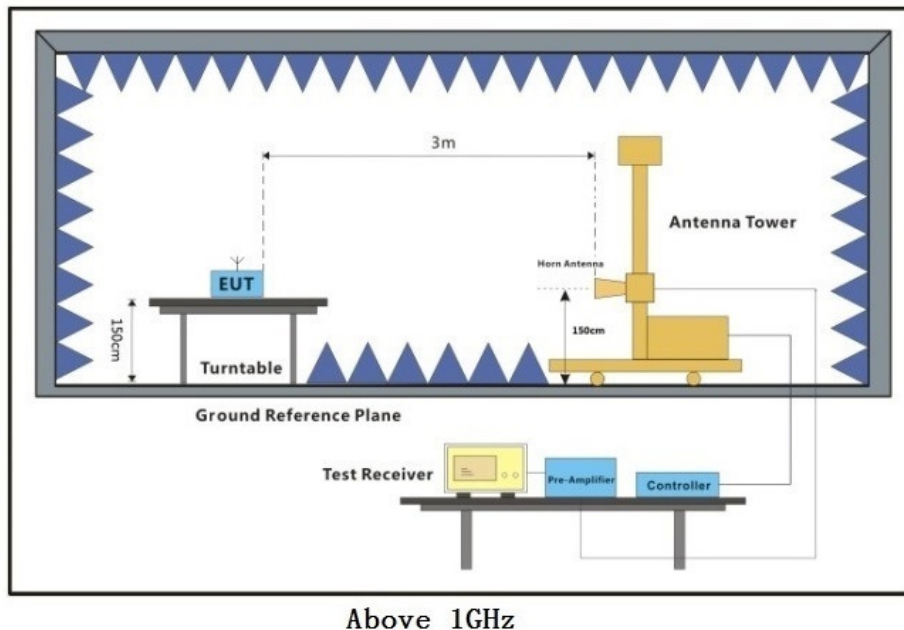 3m
Antenna Tower
Horn Antenna
EUT
150cm
150cm
Turntable
Ground Reference Plane
Test Receiver
Pre-Amplifier
Controller
Above 1GHz